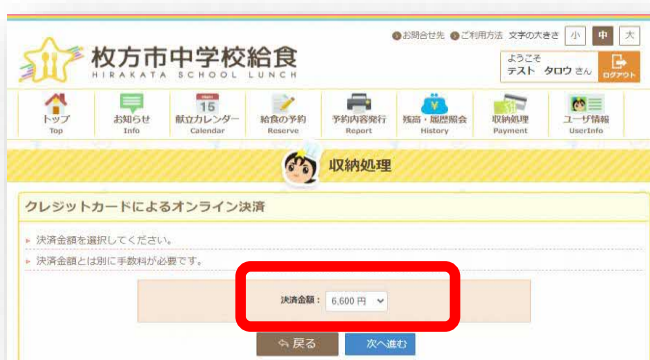 お問合せ先 ご利用方法 文字の大きさ 小 中 大
枚方市中学校給食
HIRAKATA SCHOOL LUNCH
ようこそ
テスト タロウ さん
ログアウト
トップ お知らせ 献立カレンダー 給食の予約 予約内容発行 残高・履歴照会 収納処理 ユーザ情報
Top Info Calendar Reserve Report History Payment UserInfo
15
収納処理
クレジットカードによるオンライン決済
決済金額を選択してください。
決済金額とは別に手数料が必要です。
決済金額： 6,600 円
戻る 次へ進む